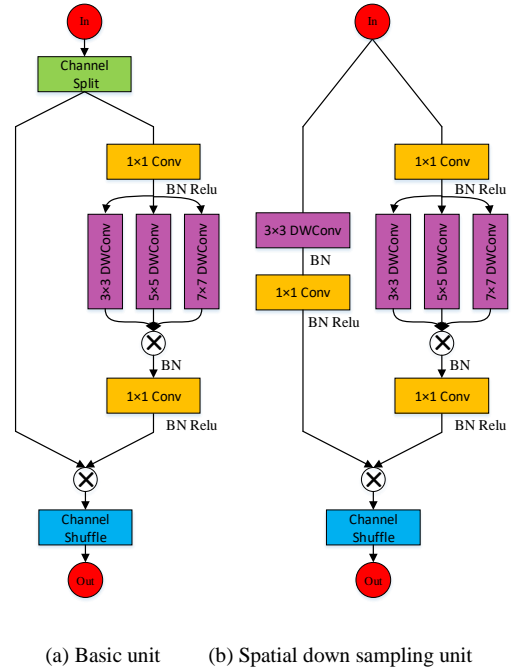 in
Channel
Split
1×1 Conv
BN Relu
3×3 DWConv
5×5 DWConv
7×7 DWConv
BN
1×1 Conv
BN Relu
Channel
Shuffle
Out
(a) Basic unit
in
3×3 DWConv
BN
1×1 Conv
BN Relu
1×1 Conv
BN Relu
3×3 DWConv
5×5 DWConv
7×7 DWConv
BN
1×1 Conv
BN Relu
Channel
Shuffle
Out
(b) Spatial down sampling unit